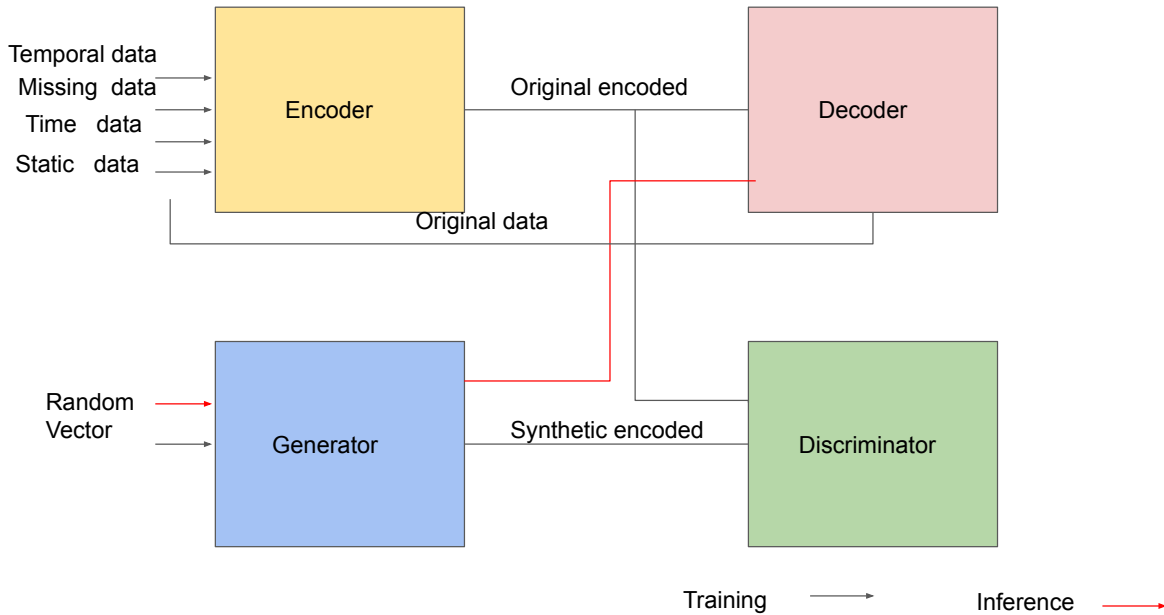 Temporal data
Missing data
Time data
Static data
Encoder
Original encoded
Decoder
Original data
Random
Vector
Generator
Synthetic encoded
Discriminator
Training
Inference